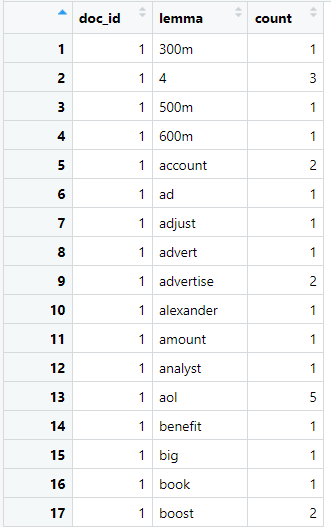 doc_id lemma count
1 1 300m 1
2 1 4 3
3 1 500m 1
4 1 600m 1
5 1 account 2
6 1 ad 1
7 1 adjust 1
8 1 advert 1
9 1 advertise 2
10 1 alexander 1
11 1 amount 1
12 1 analyst 1
13 1 aol 5
14 1 benefit 1
15 1 big 1
16 1 book 1
17 1 boost 2